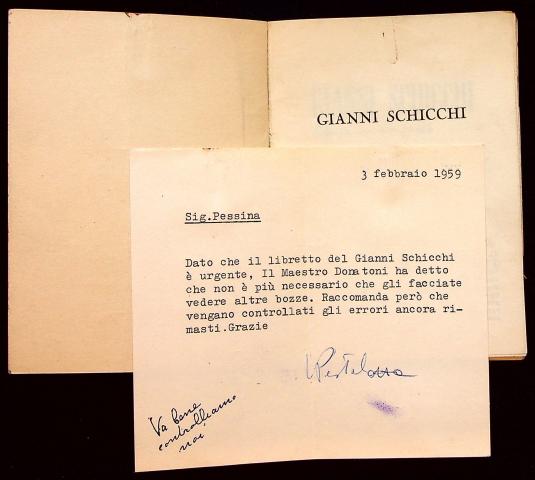 GIANNI SCHICCHI
3 febbraio 1959
Sig.Pessina
Dato che il libretto del Gianni Schicchi
è urgente, Il Maestro Donatoni ha detto
che non è più necessario che gli facciate
vedere altre bozze. Raccomanda però che
vengano controllati gli errori ancora ri-
masti.Grazie
Va bene
controlliamo
noi